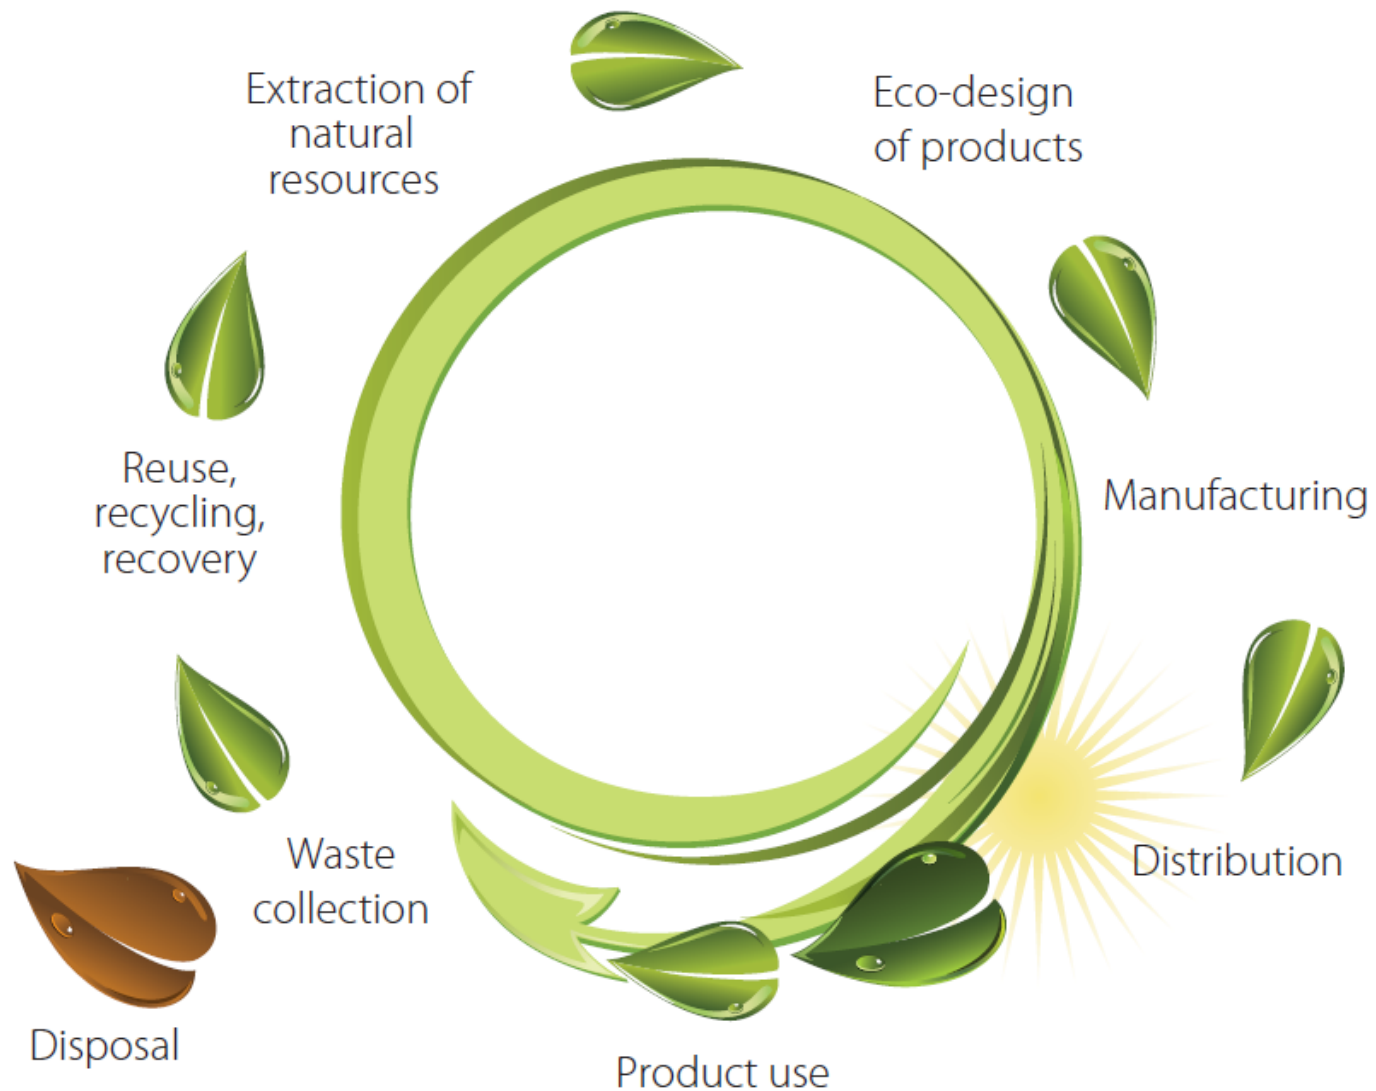 Extraction of
natural
resources
Eco-design
of products
Manufacturing
Distribution
Product use
Waste
collection
Disposal
Reuse,
recycling,
recovery